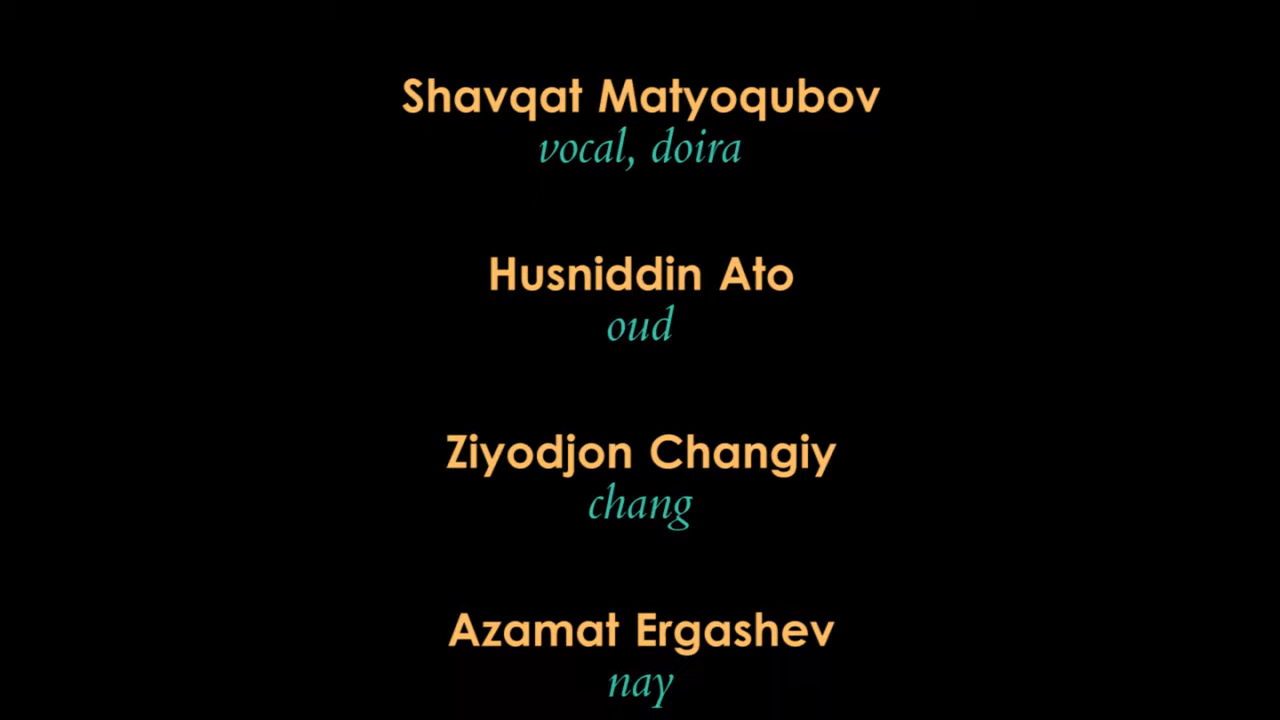 Shavqat Matyoqubov
vocal, doira
Husniddin Ato
oud
Ziyodjon Changiy
chang
Azamat Ergashev
nay